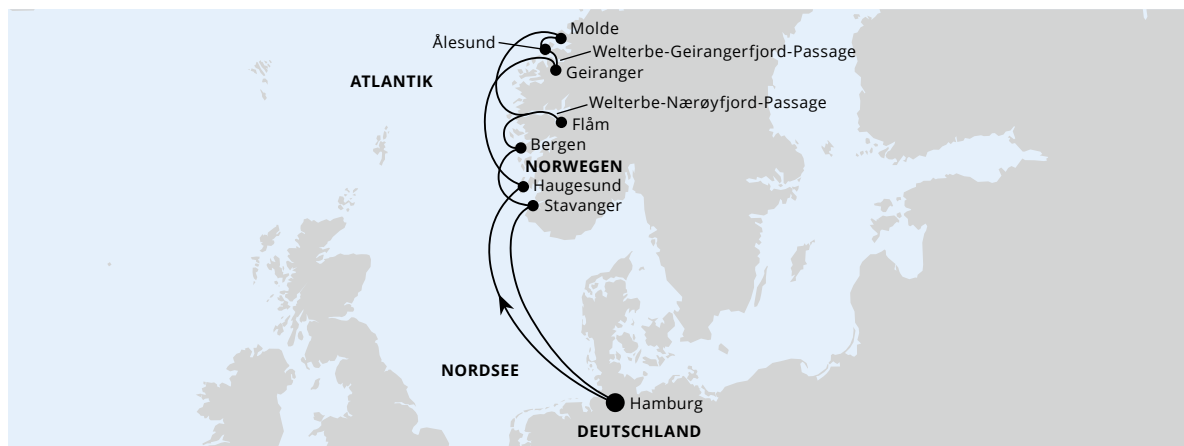 Molde
Ålesund
Welterbe-Geirangerfjord-Passage
Geiranger
ATLANTIK
Welterbe-Nærøyfjord-Passage
Flåm
Bergen
NORWEGEN
Haugesund
Stavanger
NORDSEE
Hamburg
DEUTSCHLAND